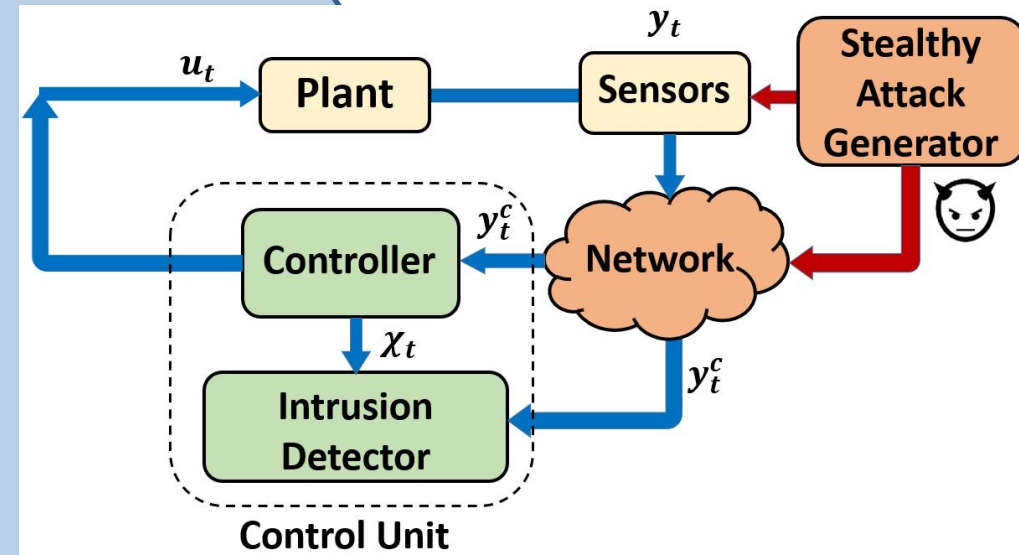 y_t
Stealthy
Attack
Generator
u_t
Plant
Sensors
y_t^c
Controller
Network
χ_t
y_t^c
Intrusion
Detector
Control Unit